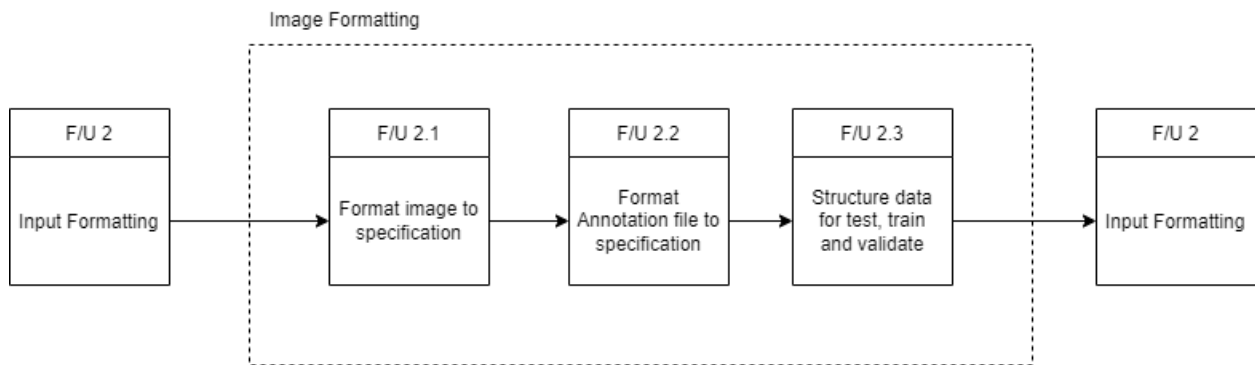 Image Formatting
F/U 2
Input Formatting
F/U 2.1
Format image to
specification
F/U 2.2
Format
Annotation file to
specification
F/U 2.3
Structure data
for test, train
and validate
F/U 2
Input Formatting